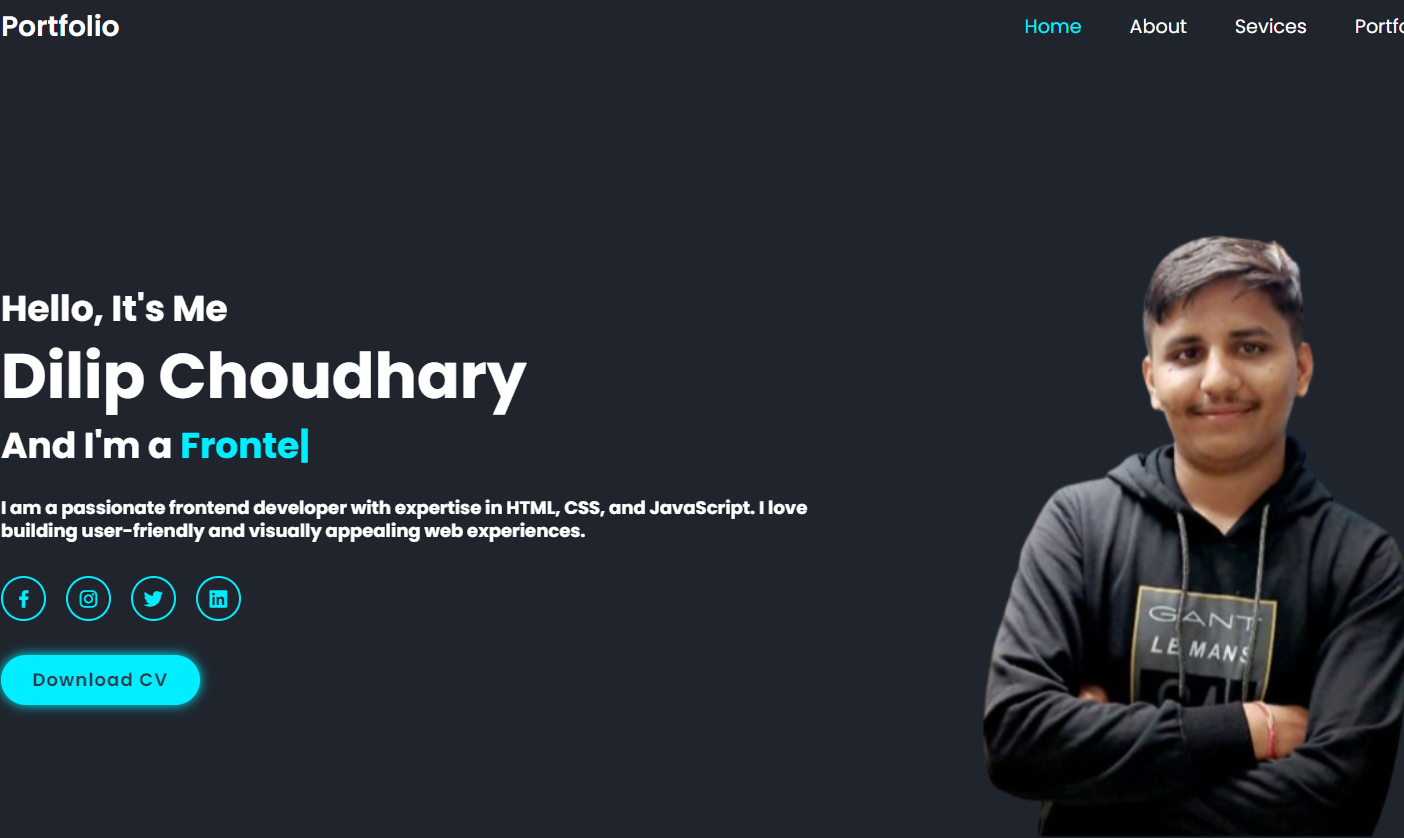 Portfolio
Home About Sevices Portfo
Hello, It's Me
Dilip Choudhary
And I'm a Fronte|
I am a passionate frontend developer with expertise in HTML, CSS, and JavaScript. I love
building user-friendly and visually appealing web experiences.
Download CV
GANT
LE MANS